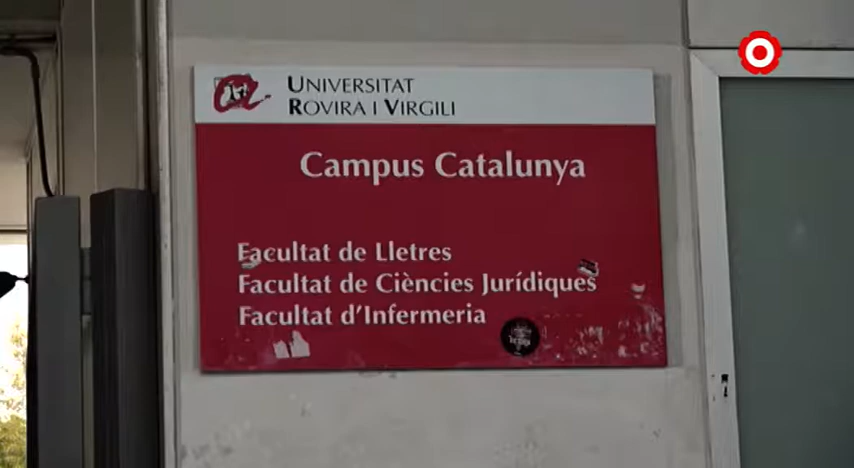 UNIVERSITAT
ROVIRA I VIRGILI
Campus Catalunya
Facultat de Lletres
Facultat de Ciències Jurídiques
Facultat d'Infermeria